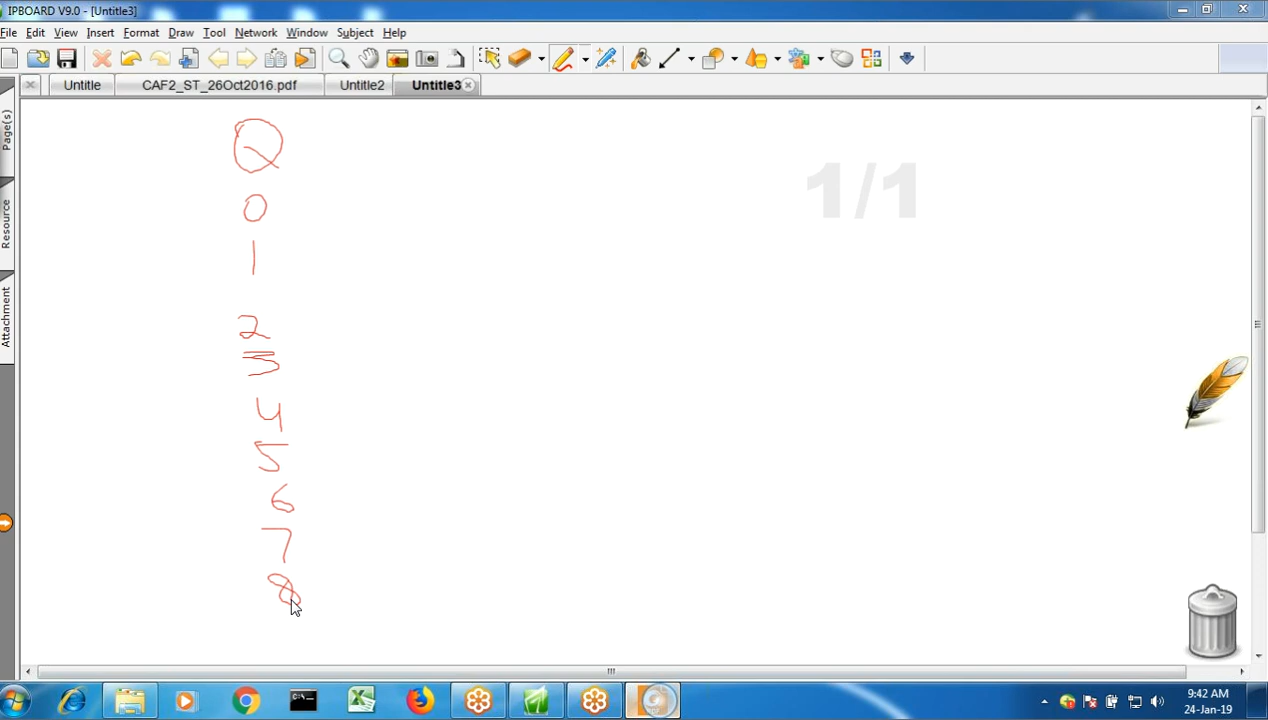 IPBOARD V9.0 - [Untitle3]
File Edit View Insert Format Draw Tool Network Window Subject Help
Untitle CAF2_ST_26Oct2016.pdf Untitle2 Untitle3
Page(s)
Resource
Attachment
1/1
Q
0
1
2
3
4
5
6
7
8
9:42 AM
24-Jan-19